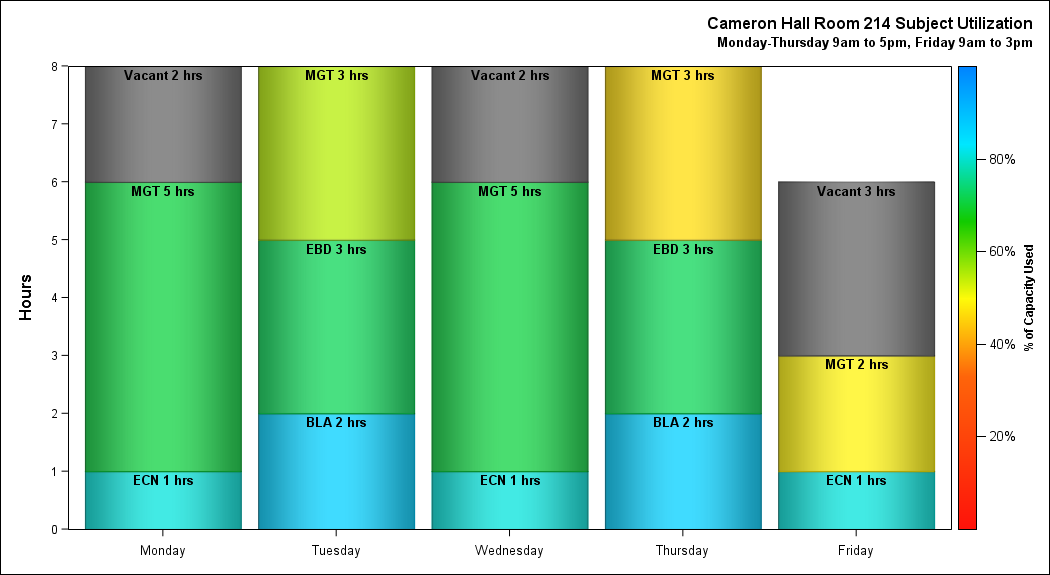 Cameron Hall Room 214 Subject Utilization
Monday-Thursday 9am to 5pm, Friday 9am to 3pm
Hours
8
7
6
5
4
3
2
1
0
Vacant 2 hrs
MGT 5 hrs
ECN 1 hrs
MGT 3 hrs
EBD 3 hrs
BLA 2 hrs
Vacant 2 hrs
MGT 5 hrs
ECN 1 hrs
MGT 3 hrs
EBD 3 hrs
BLA 2 hrs
Vacant 3 hrs
MGT 2 hrs
ECN 1 hrs
Monday
Tuesday
Wednesday
Thursday
Friday
80%
60%
40%
20%
% of Capacity Used